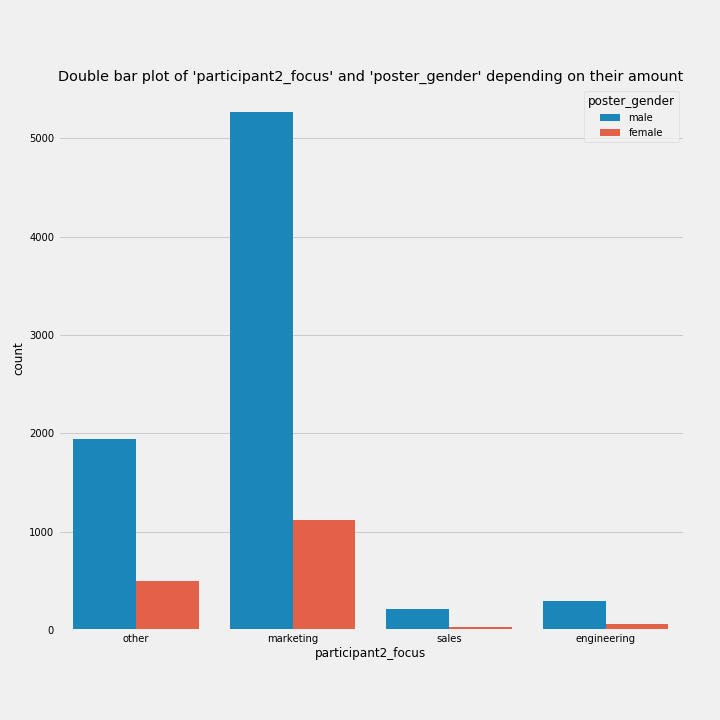 Double bar plot of 'participant2_focus' and 'poster_gender' depending on their amount
poster_gender
male
female
5000
4000
3000
2000
1000
0
count
other marketing sales engineering
participant2_focus